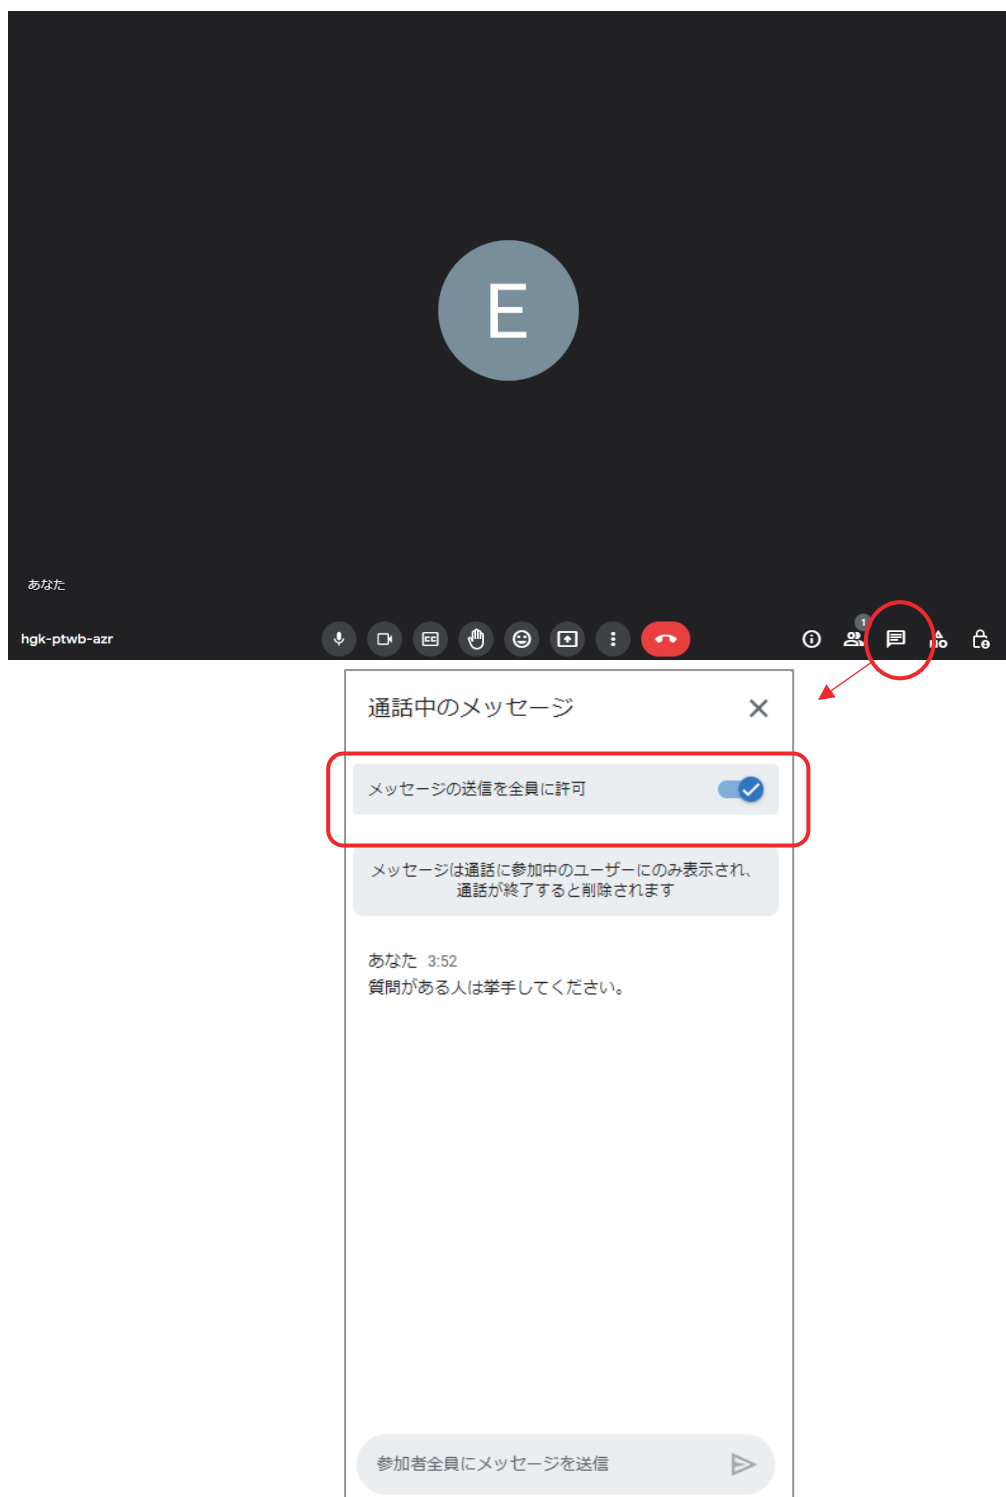 E
あなた
hgk-ptwb-azr
CC
1
通話中のメッセージ
メッセージの送信を全員に許可
メッセージは通話に参加中のユーザーにのみ表示され、
通話が終了すると削除されます
あなた 3:52
質問がある人は挙手してください。
参加者全員にメッセージを送信